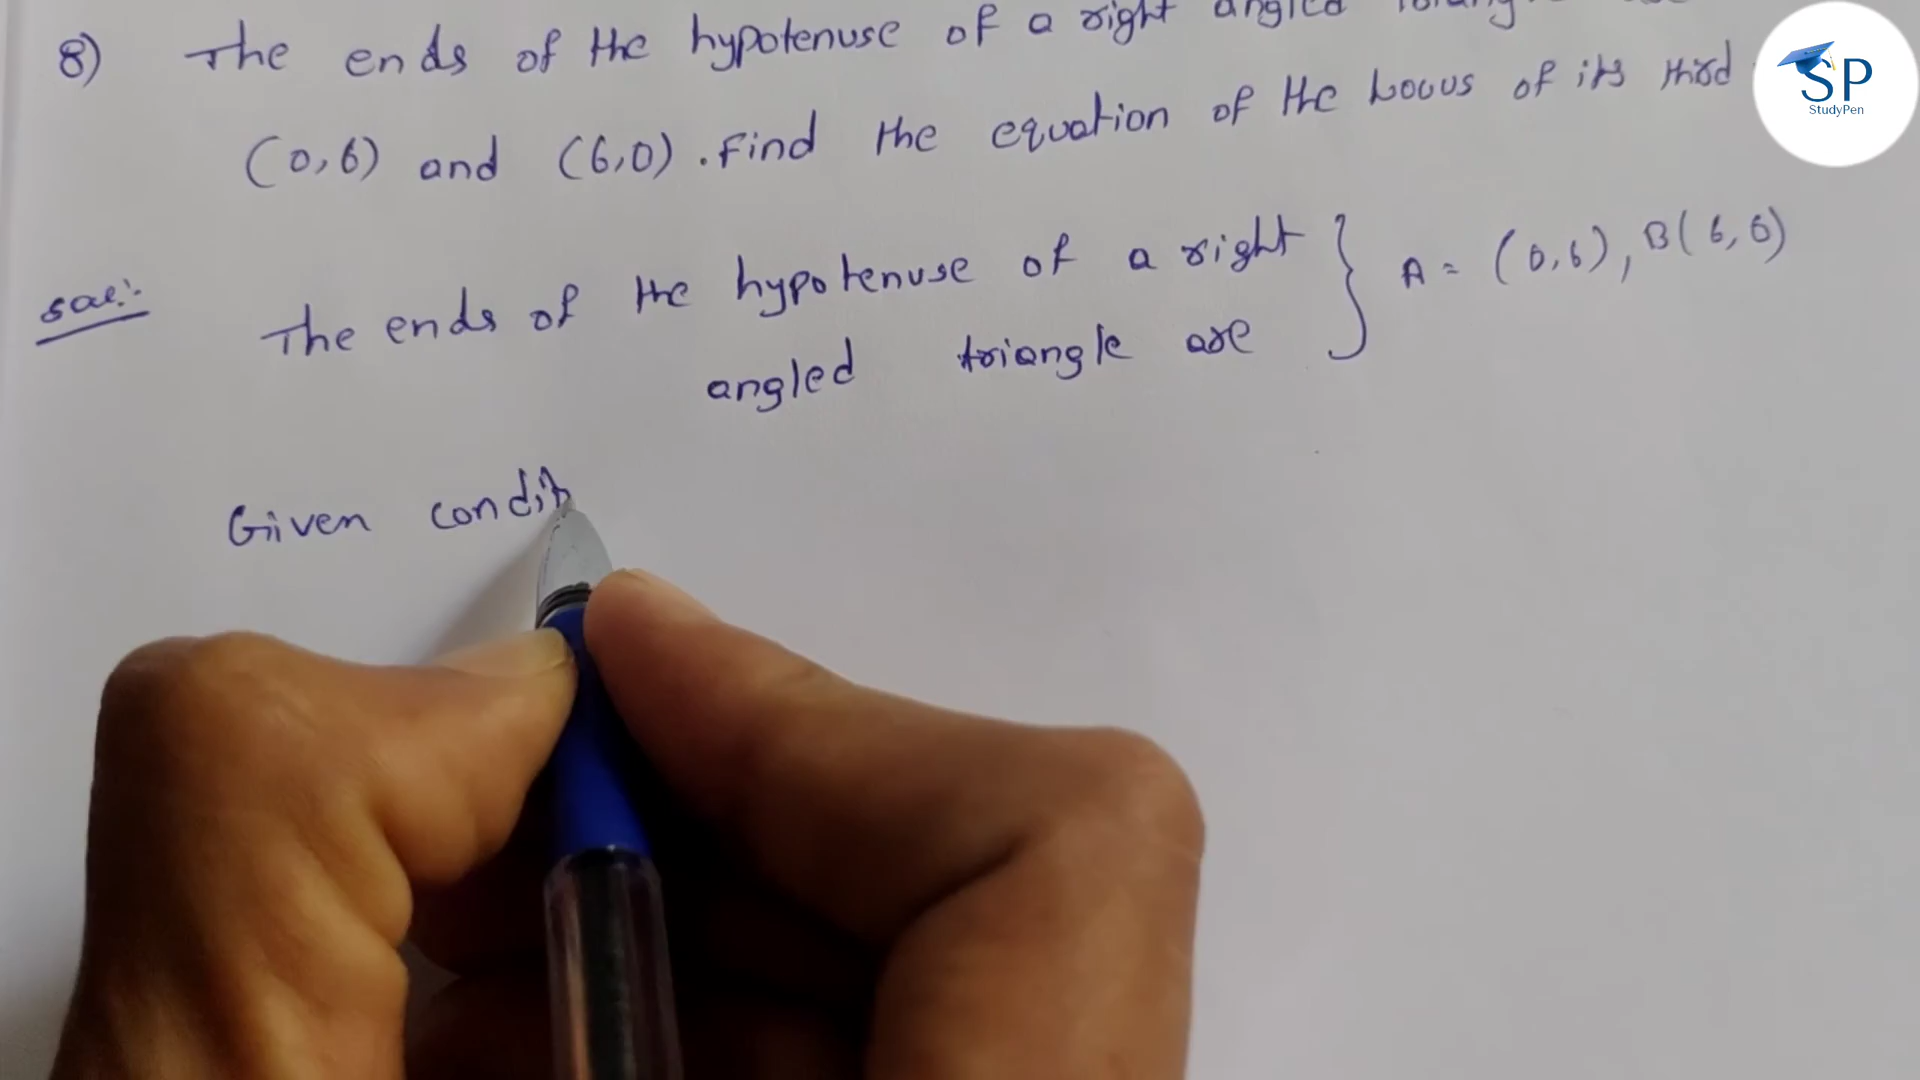 8) The ends of the hypotenuse of a right angled
(0,6) and (6,0). Find the equation of the Locus of its third
SP
StudyPen
Sol:-
The ends of the hypotenuse of a right } A = (0,6), B(6,0)
angled triangle are
Given condit